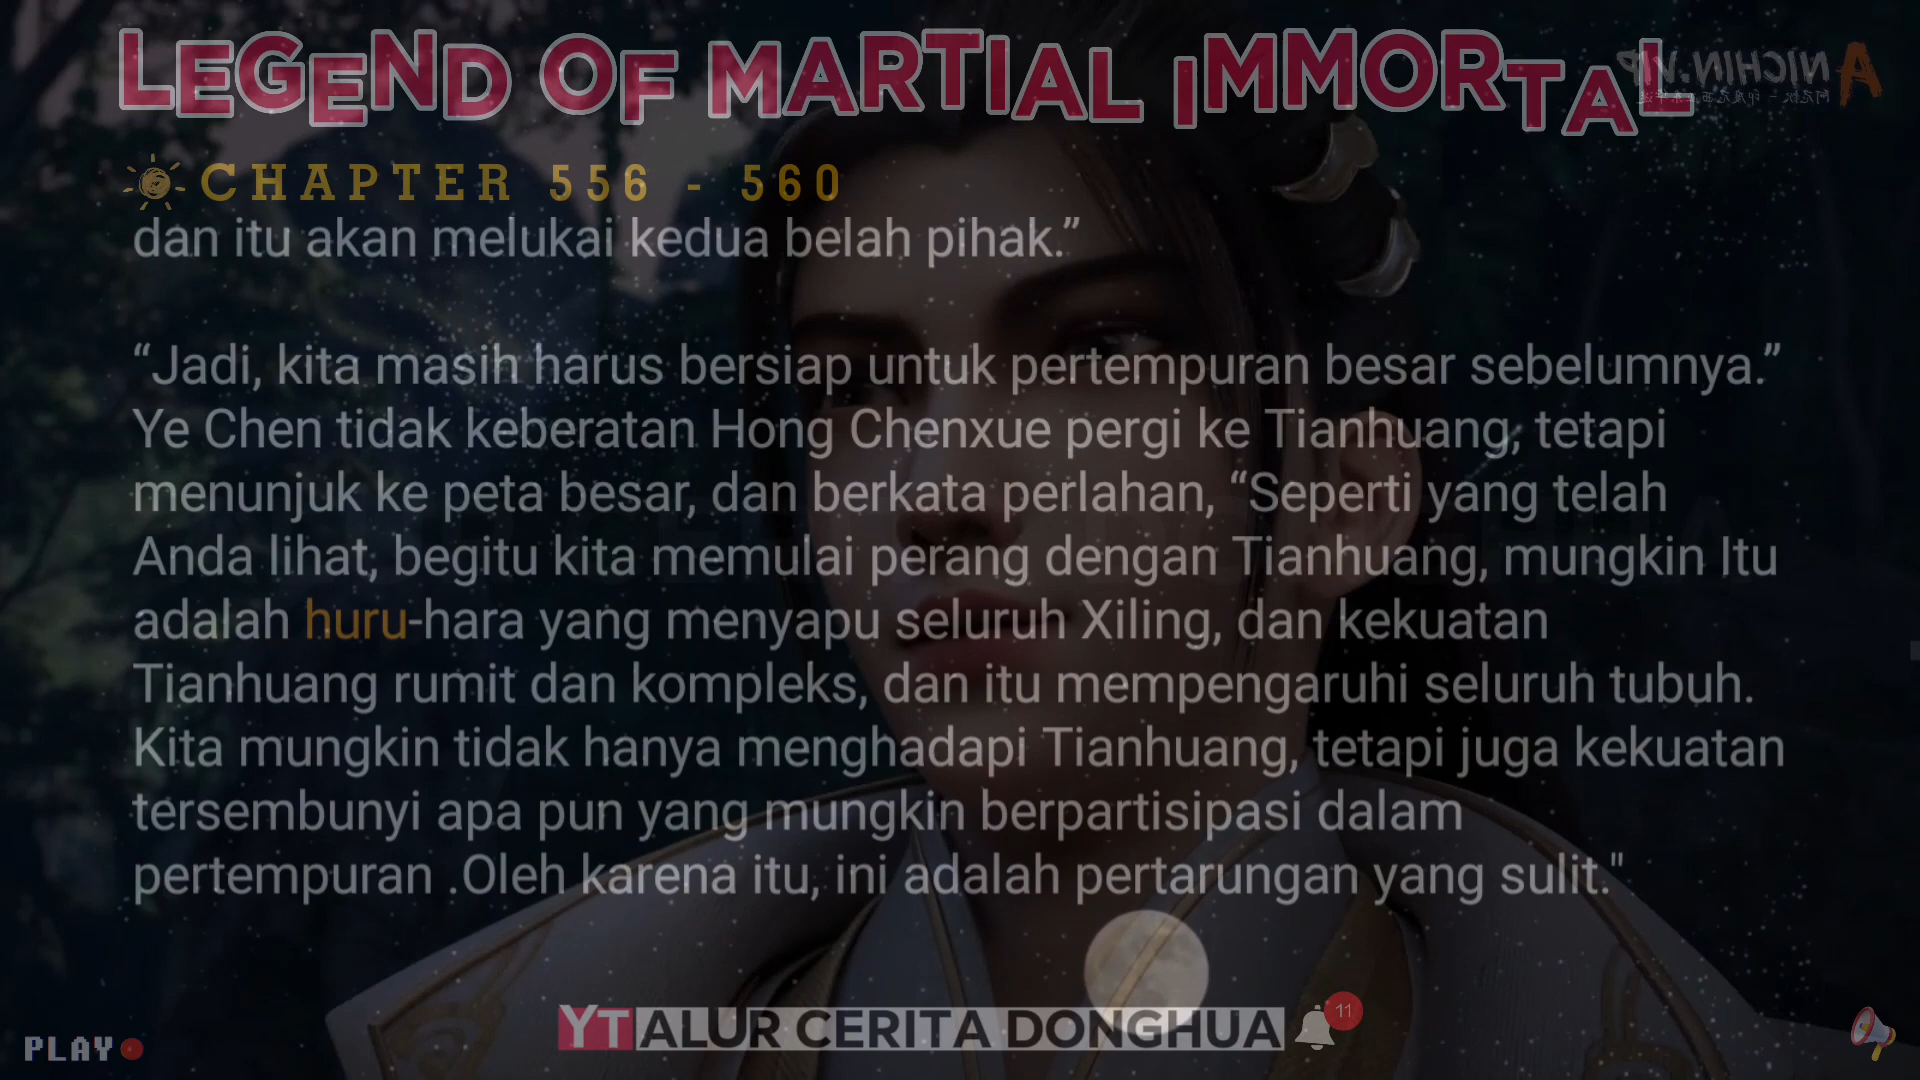 LEGEND OF MARTIAL IMMORTAL
ANICHIN.VIP
CHAPTER 556 - 560
dan itu akan melukai kedua belah pihak.”
“Jadi, kita masih harus bersiap untuk pertempuran besar sebelumnya.”
Ye Chen tidak keberatan Hong Chenxue pergi ke Tianhuang, tetapi
menunjuk ke peta besar, dan berkata perlahan, “Seperti yang telah
Anda lihat, begitu kita memulai perang dengan Tianhuang, mungkin Itu
adalah huru-hara yang menyapu seluruh Xiling, dan kekuatan
Tianhuang rumit dan kompleks, dan itu mempengaruhi seluruh tubuh.
Kita mungkin tidak hanya menghadapi Tianhuang, tetapi juga kekuatan
tersembunyi apa pun yang mungkin berpartisipasi dalam
pertempuran .Oleh karena itu, ini adalah pertarungan yang sulit."
YT ALUR CERITA DONGHUA
11
PLAY